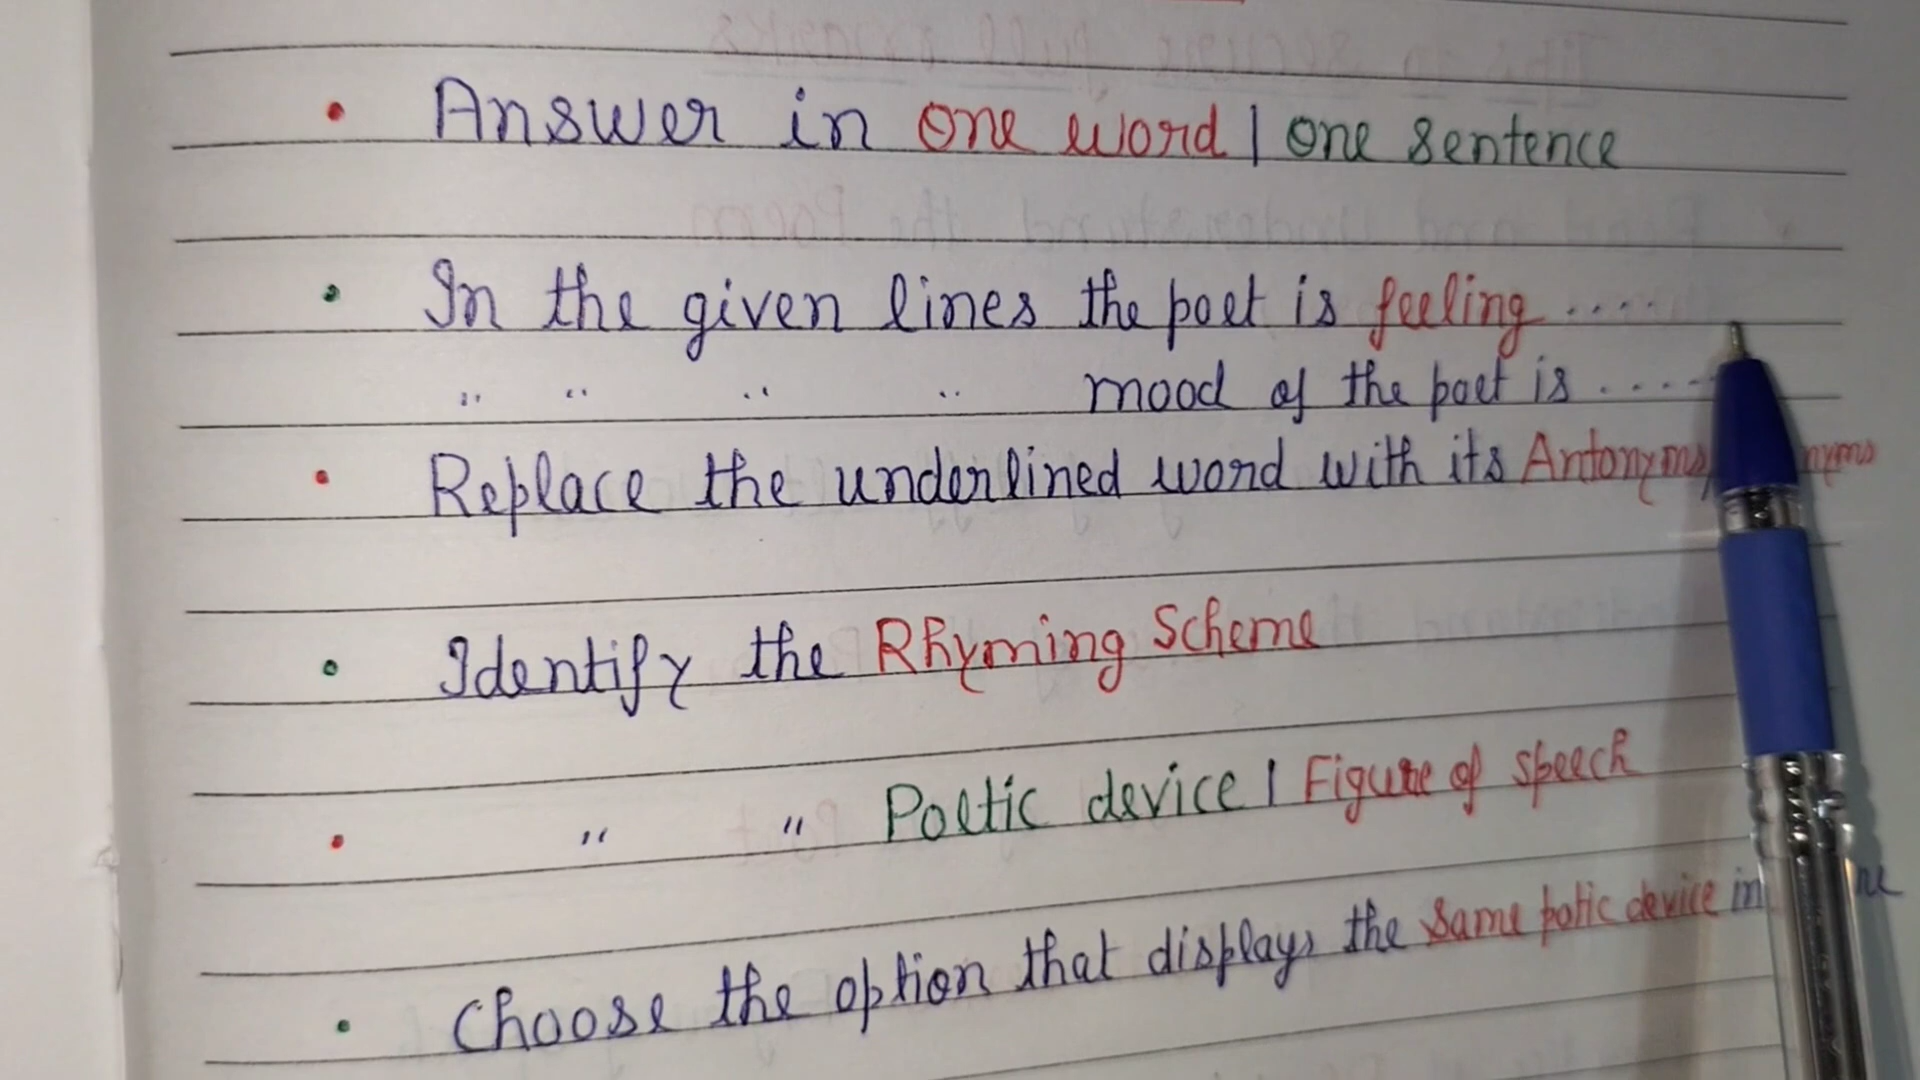 • Answer in one word | one sentence
• In the given lines the poet is feeling ....
" " " " mood of the poet is ....
• Replace the underlined word with its Antonyms
• Identify the Rhyming Scheme
• " " Poetic device | Figure of speech
• Choose the option that displays the same potic device in